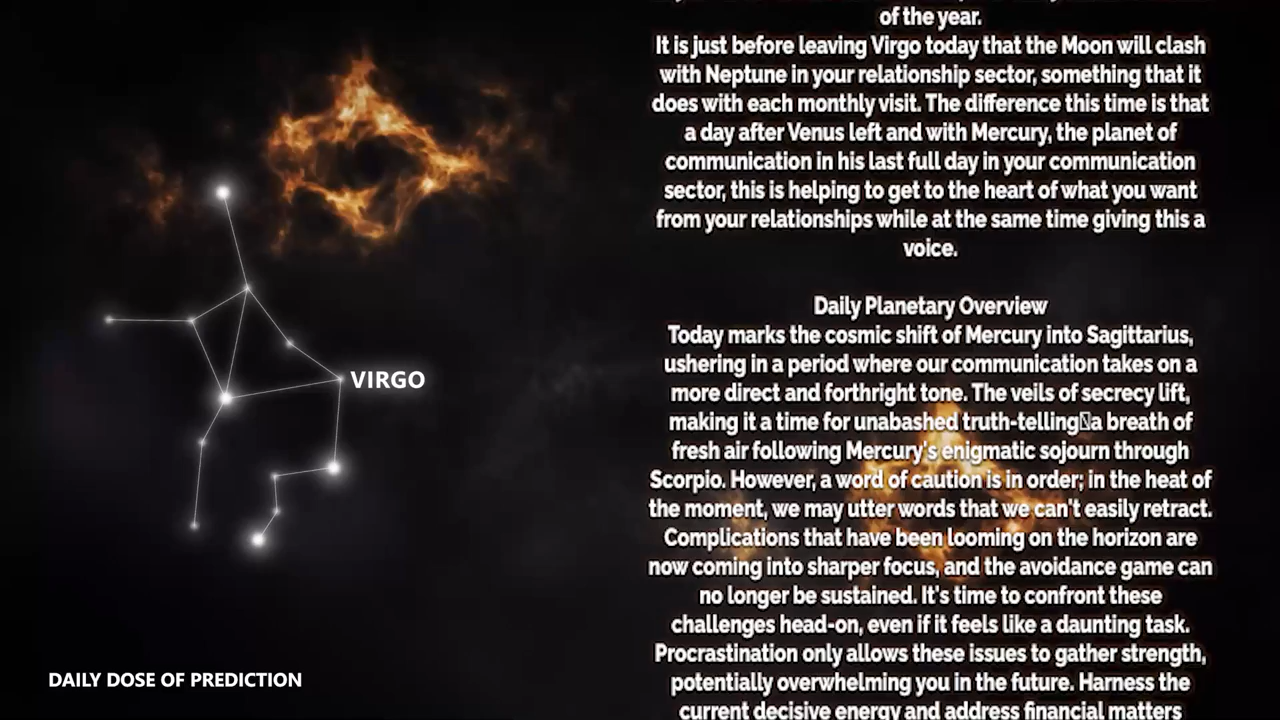 of the year.
It is just before leaving Virgo today that the Moon will clash
with Neptune in your relationship sector, something that it
does with each monthly visit. The difference this time is that
a day after Venus left and with Mercury, the planet of
communication in his last full day in your communication
sector, this is helping to get to the heart of what you want
from your relationships while at the same time giving this a
voice.
Daily Planetary Overview
Today marks the cosmic shift of Mercury into Sagittarius,
ushering in a period where our communication takes on a
more direct and forthright tone. The veils of secrecy lift,
making it a time for unabashed truth-telling a breath of
fresh air following Mercury's enigmatic sojourn through
Scorpio. However, a word of caution is in order; in the heat of
the moment, we may utter words that we can't easily retract.
Complications that have been looming on the horizon are
now coming into sharper focus, and the avoidance game can
no longer be sustained. It's time to confront these
challenges head-on, even if it feels like a daunting task.
Procrastination only allows these issues to gather strength,
potentially overwhelming you in the future. Harness the
current decisive energy and address financial matters
VIRGO
DAILY DOSE OF PREDICTION